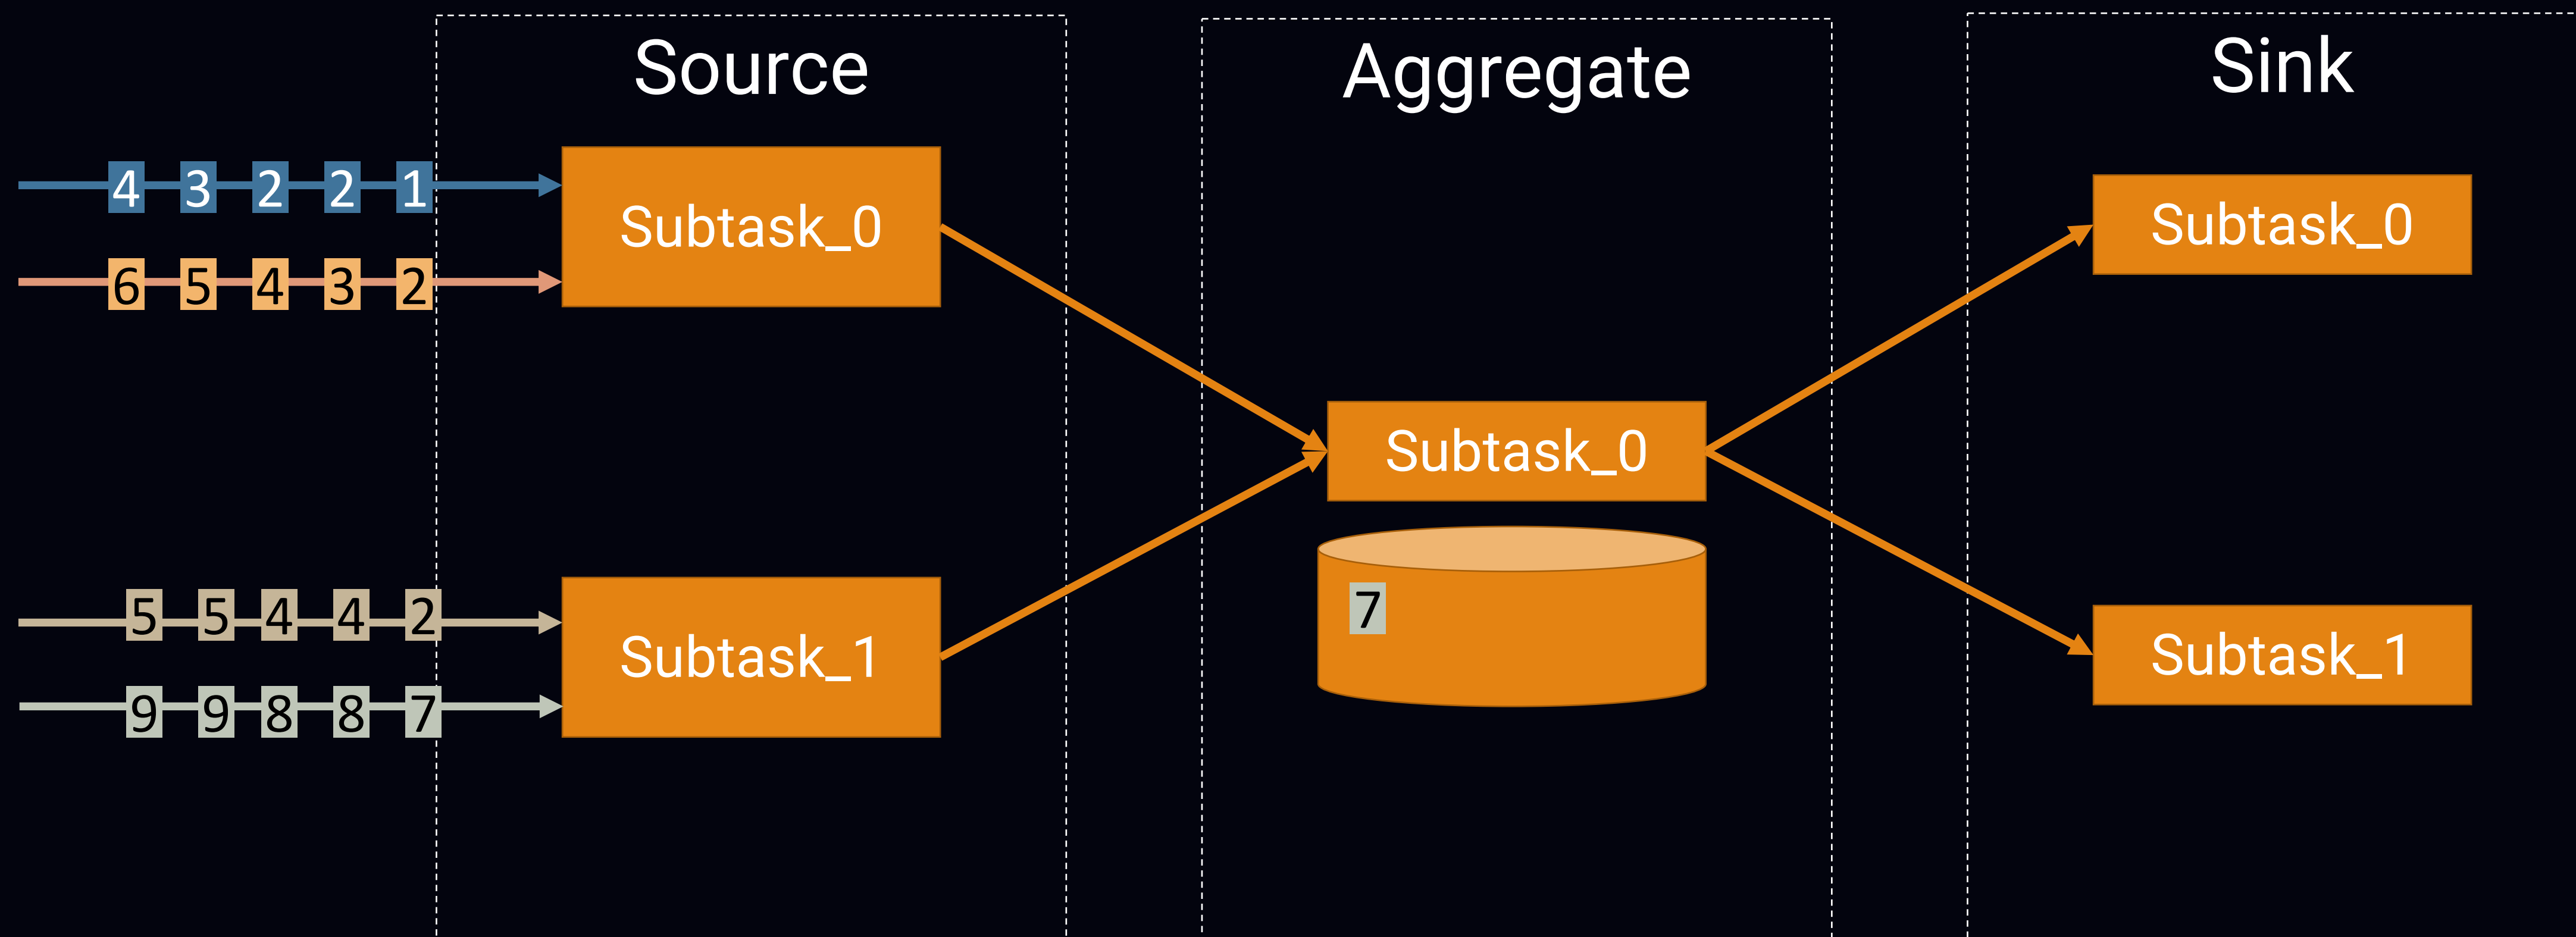 Source
Aggregate
Sink
4 3 2 2 1
6 5 4 3 2
Subtask_0
Subtask_0
Subtask_0
5 5 4 4 2
9 9 8 8 7
Subtask_1
7
Subtask_1